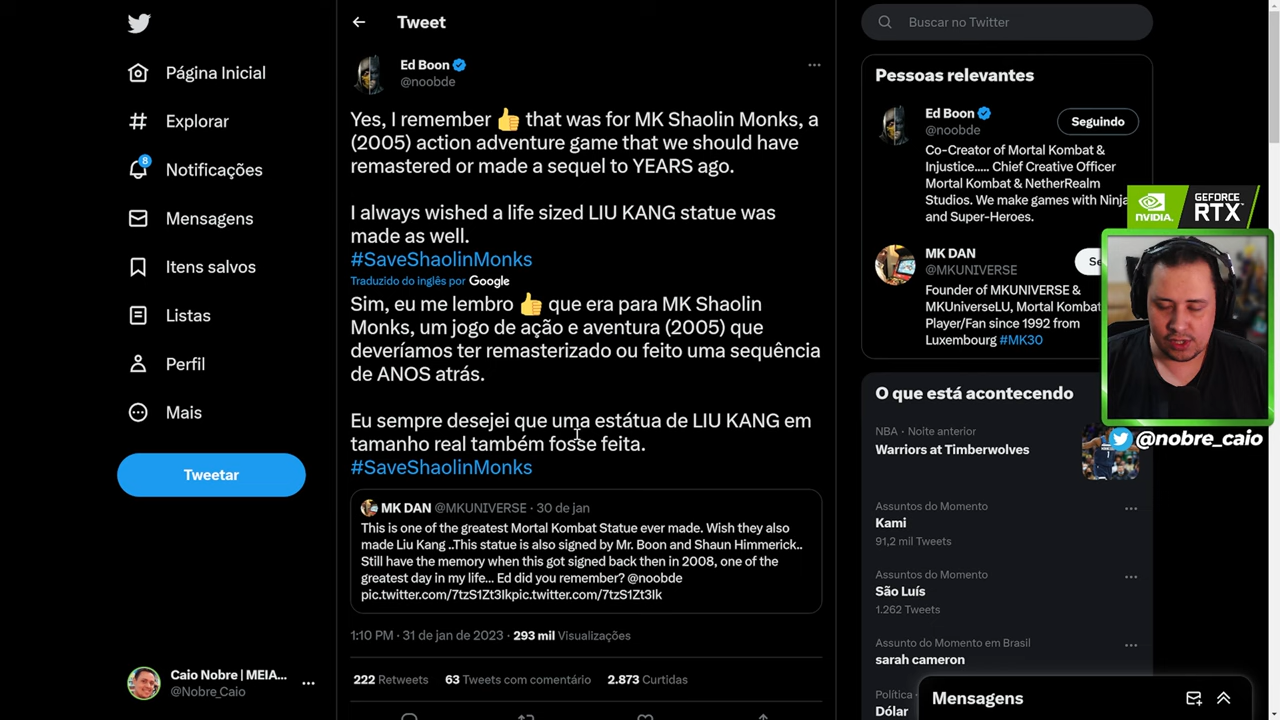 Tweet
Buscar no Twitter
Página Inicial
Explorar
8
Notificações
Mensagens
Itens salvos
Listas
Perfil
Mais
Tweetar
Caio Nobre | MEIA...
@Nobre_Caio
Ed Boon
@noobde
Yes, I remember 👍 that was for MK Shaolin Monks, a
(2005) action adventure game that we should have
remastered or made a sequel to YEARS ago.
I always wished a life sized LIU KANG statue was
made as well.
#SaveShaolinMonks
Traduzido do inglês por Google
Sim, eu me lembro 👍 que era para MK Shaolin
Monks, um jogo de ação e aventura (2005) que
deveríamos ter remasterizado ou feito uma sequência
de ANOS atrás.
Eu sempre desejei que uma estátua de LIU KANG em
tamanho real também fosse feita.
#SaveShaolinMonks
MK DAN @MKUNIVERSE · 30 de jan
This is one of the greatest Mortal Kombat Statue ever made. Wish they also
made Liu Kang ..This statue is also signed by Mr. Boon and Shaun Himmerick..
Still have the memory when this got signed back then in 2008, one of the
greatest day in my life... Ed did you remember? @noobde
pic.twitter.com/7tzS1Zt3Ikpic.twitter.com/7tzS1Zt3Ik
1:10 PM · 31 de jan de 2023 · 293 mil Visualizações
222 Retweets 63 Tweets com comentário 2.873 Curtidas
Pessoas relevantes
Ed Boon
@noobde
Seguindo
Co-Creator of Mortal Kombat &
Injustice..... Chief Creative Officer
Mortal Kombat & NetherRealm
Studios. We make games with Ninja
and Super-Heroes.
NVIDIA. GEFORCE
RTX
MK DAN
@MKUNIVERSE
Se
Founder of MKUNIVERSE &
MKUniverseLU, Mortal Kombat
Player/Fan since 1992 from
Luxembourg #MK30
@nobre_caio
O que está acontecendo
NBA · Noite anterior
Warriors at Timberwolves
Assuntos do Momento
Kami
91,2 mil Tweets
Assuntos do Momento
São Luís
1.262 Tweets
Assunto do Momento em Brasil
sarah cameron
Política
Dólar
Mensagens